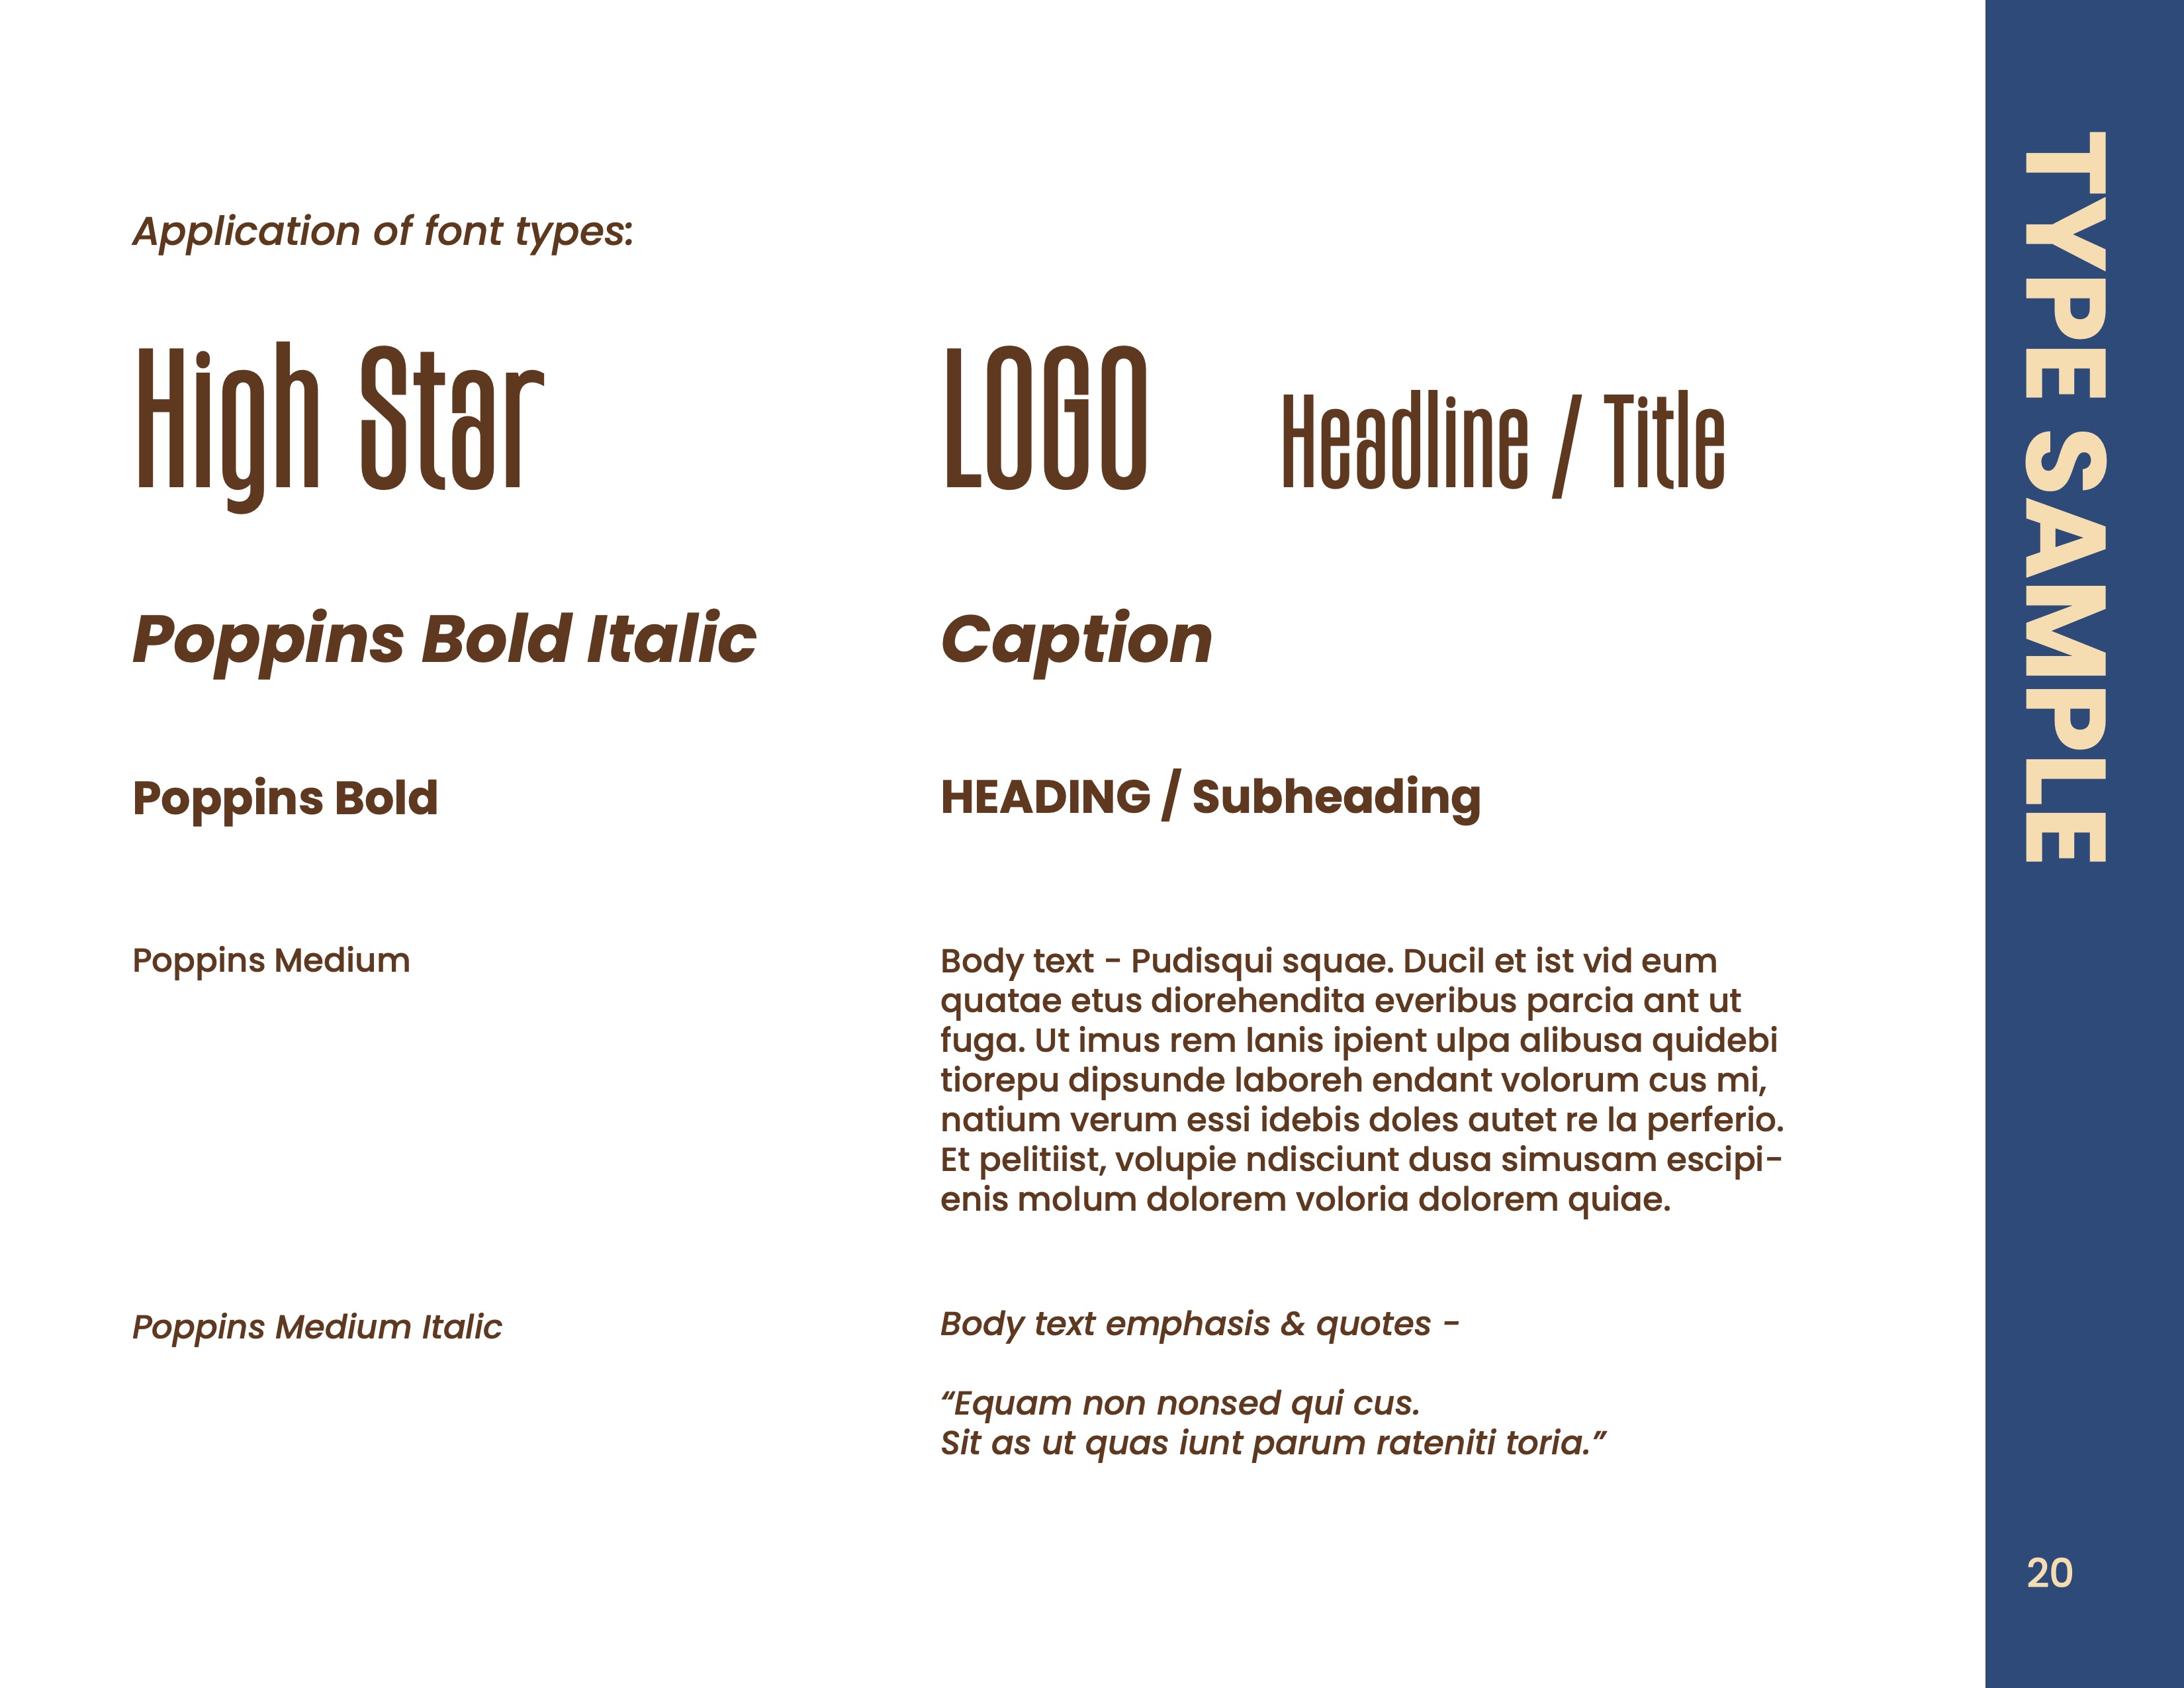 Application of font types:
High Star
LOGO
Headline / Title
Poppins Bold Italic
Caption
Poppins Bold
HEADING / Subheading
Poppins Medium
Body text - Pudisqui squae. Ducil et ist vid eum
quatae etus diorehendita everibus parcia ant ut
fuga. Ut imus rem lanis ipient ulpa alibusa quidebi
tiorepu dipsunde laboreh endant volorum cus mi,
natium verum essi idebis doles autet re la perferio.
Et pelitiist, volupie ndisciunt dusa simusam escipi-
enis molum dolorem voloria dolorem quiae.
Poppins Medium Italic
Body text emphasis & quotes -
“Equam non nonsed qui cus.
Sit as ut quas iunt parum rateniti toria.”
TYPE SAMPLE
20